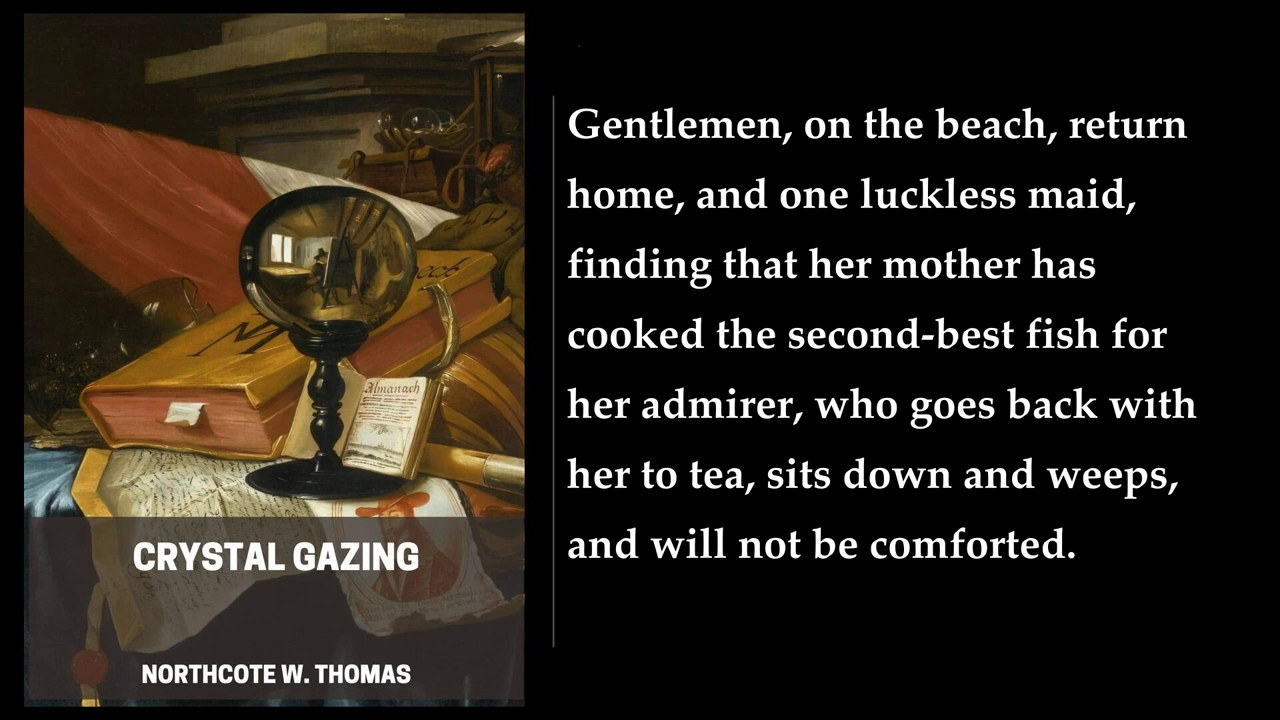 Gentlemen, on the beach, return
home, and one luckless maid,
finding that her mother has
cooked the second-best fish for
her admirer, who goes back with
her to tea, sits down and weeps,
and will not be comforted.
M
Almanach
CRYSTAL GAZING
NORTHCOTE W. THOMAS